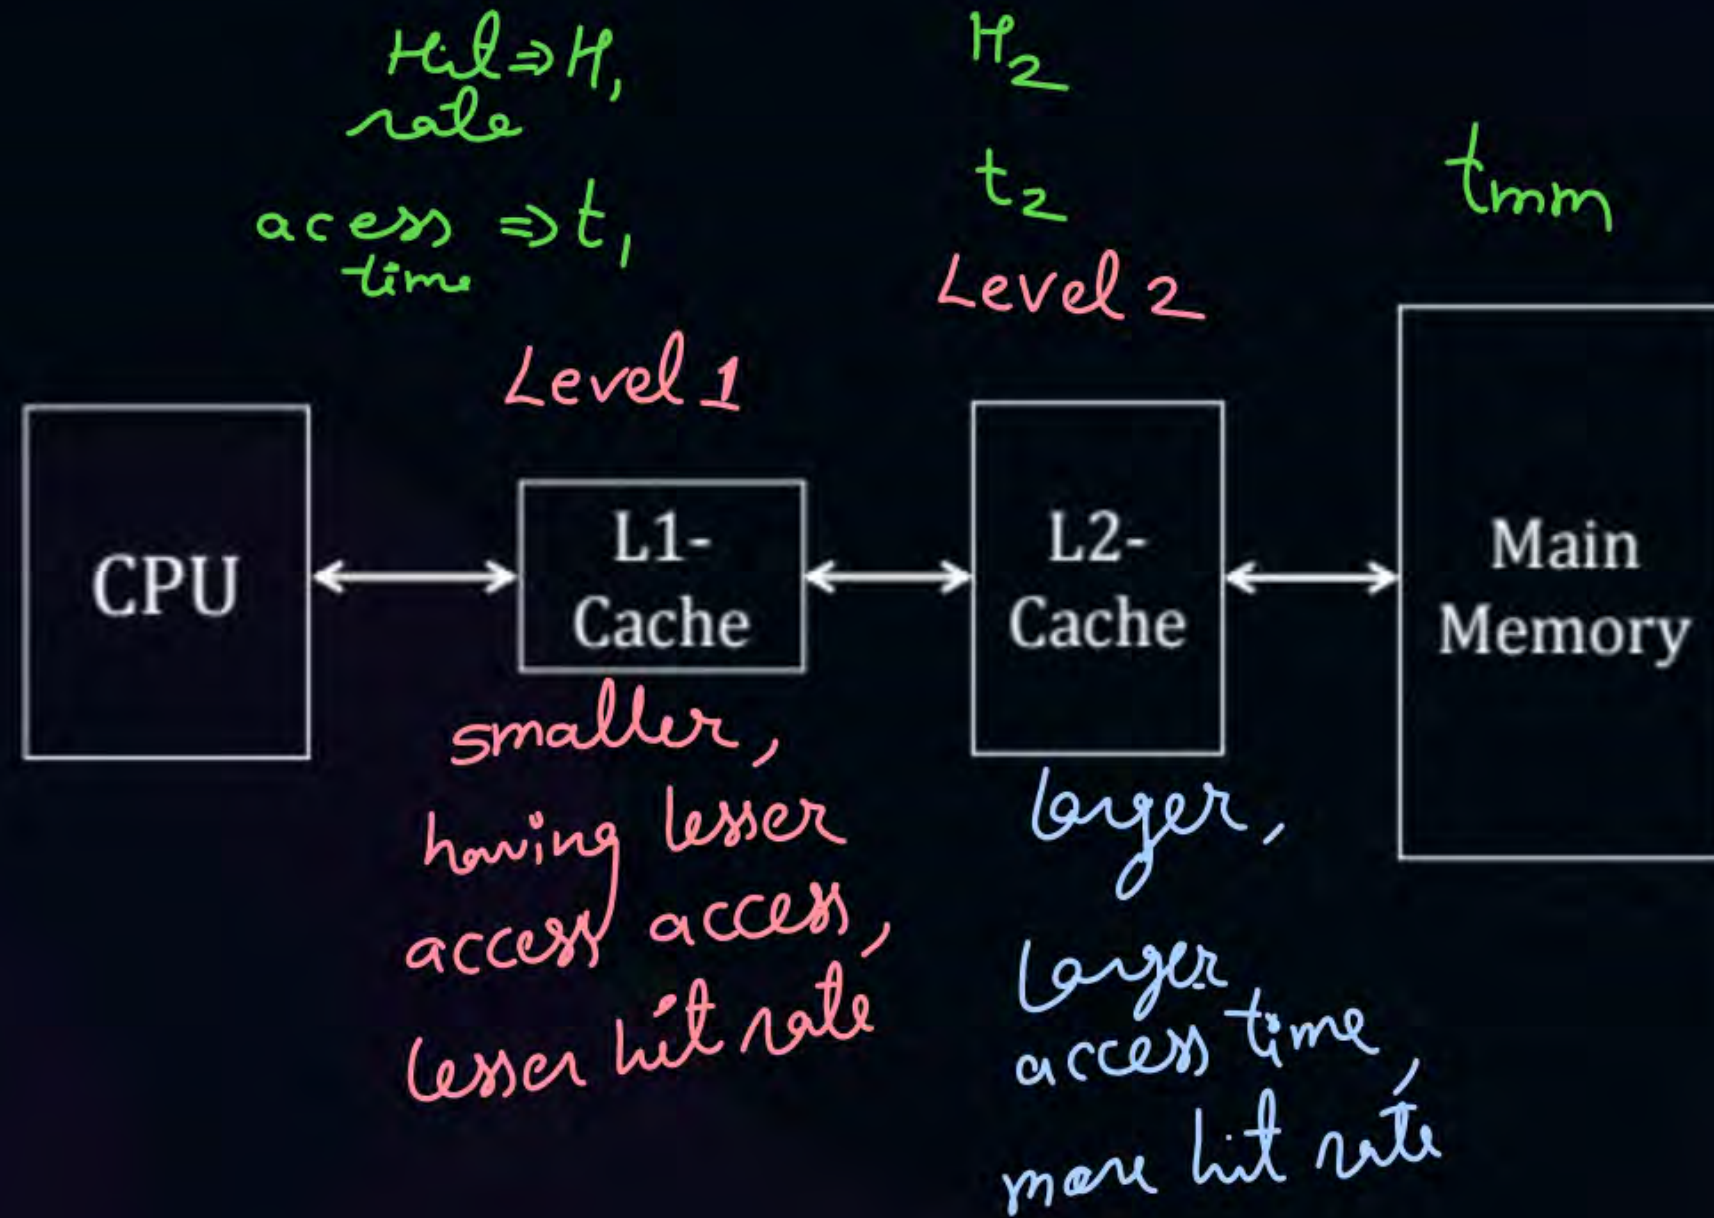 Hit ⇒ H₁
rate
acess ⇒ t₁
time
H₂
t₂
tmm
Level 1
Level 2
CPU
L1-
Cache
L2-
Cache
Main
Memory
smaller,
having lesser
access access,
lesser hit rate
larger,
larger
access time,
more hit rate